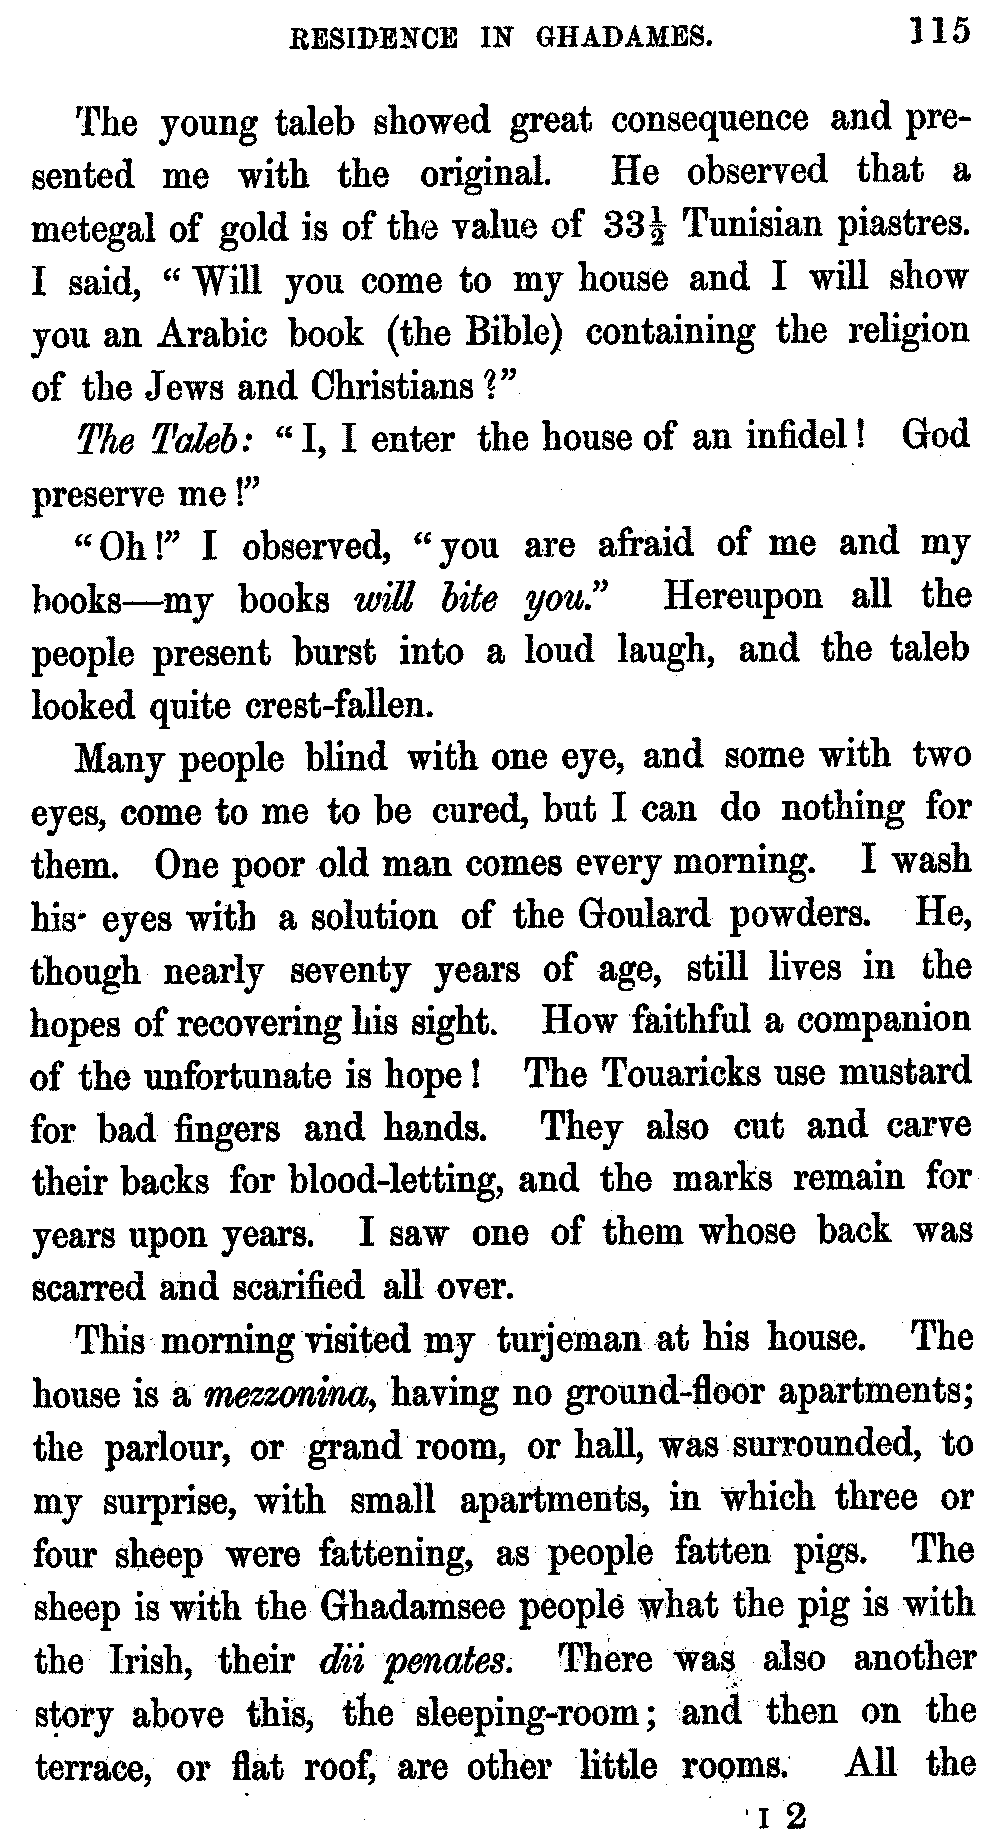 RESIDENCE IN GHADAMES. 115
The young taleb showed great consequence and pre-
sented me with the original. He observed that a
metegal of gold is of the value of 33½ Tunisian piastres.
I said, “Will you come to my house and I will show
you an Arabic book (the Bible) containing the religion
of the Jews and Christians?”
The Taleb: “I, I enter the house of an infidel! God
preserve me!”
“Oh!” I observed, “you are afraid of me and my
books—my books will bite you.” Hereupon all the
people present burst into a loud laugh, and the taleb
looked quite crest-fallen.
Many people blind with one eye, and some with two
eyes, come to me to be cured, but I can do nothing for
them. One poor old man comes every morning. I wash
his eyes with a solution of the Goulard powders. He,
though nearly seventy years of age, still lives in the
hopes of recovering his sight. How faithful a companion
of the unfortunate is hope! The Touaricks use mustard
for bad fingers and hands. They also cut and carve
their backs for blood-letting, and the marks remain for
years upon years. I saw one of them whose back was
scarred and scarified all over.
This morning visited my turjeman at his house. The
house is a mezzonina, having no ground-floor apartments;
the parlour, or grand room, or hall, was surrounded, to
my surprise, with small apartments, in which three or
four sheep were fattening, as people fatten pigs. The
sheep is with the Ghadamsee people what the pig is with
the Irish, their dii penates. There was also another
story above this, the sleeping-room; and then on the
terrace, or flat roof, are other little rooms. All the
I 2